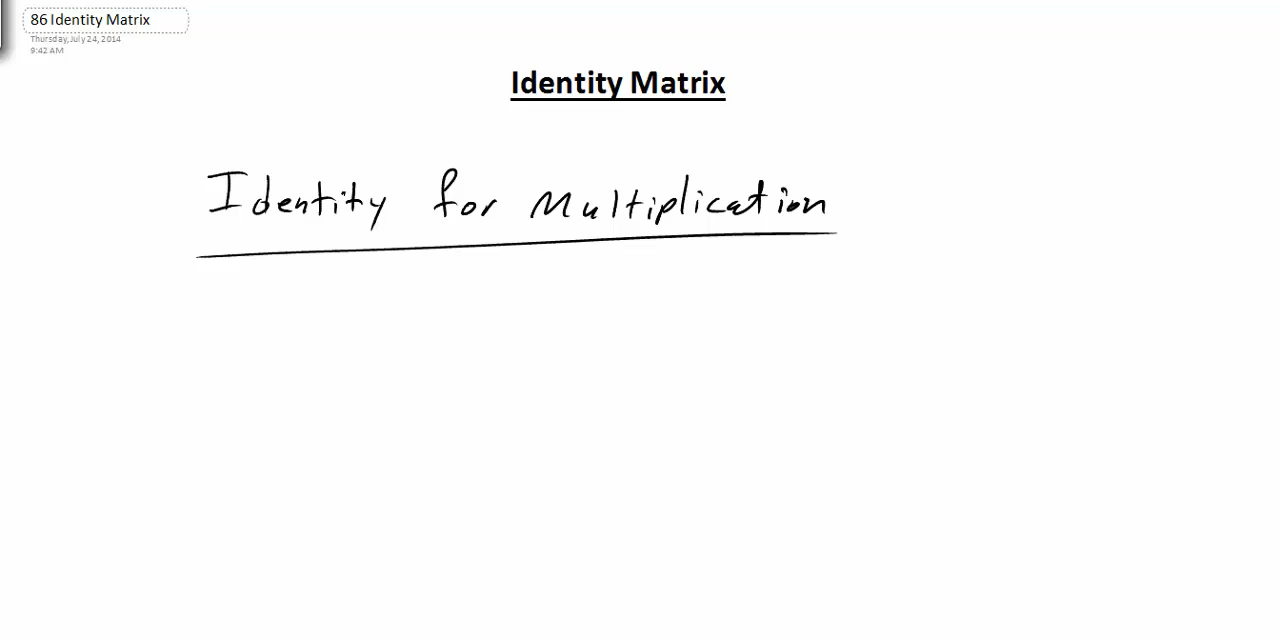 86 Identity Matrix
Thursday, July 24, 2014
9:42 AM
Identity Matrix
Identity for Multiplication